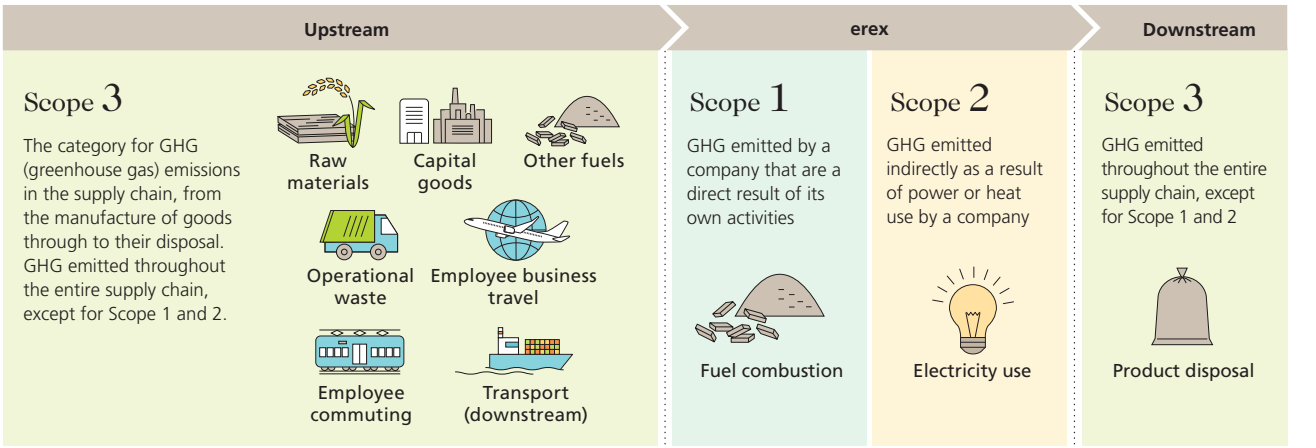 Upstream
erex
Downstream
Scope 3
The category for GHG
(greenhouse gas) emissions
in the supply chain, from
the manufacture of goods
through to their disposal.
GHG emitted throughout
the entire supply chain,
except for Scope 1 and 2.
Raw
materials
Capital
goods
Other fuels
Operational
waste
Employee business
travel
Employee
commuting
Transport
(downstream)
Scope 1
GHG emitted by a
company that are a
direct result of its
own activities
Fuel combustion
Scope 2
GHG emitted
indirectly as a result
of power or heat
use by a company
Electricity use
Scope 3
GHG emitted
throughout the entire
supply chain, except
for Scope 1 and 2
Product disposal